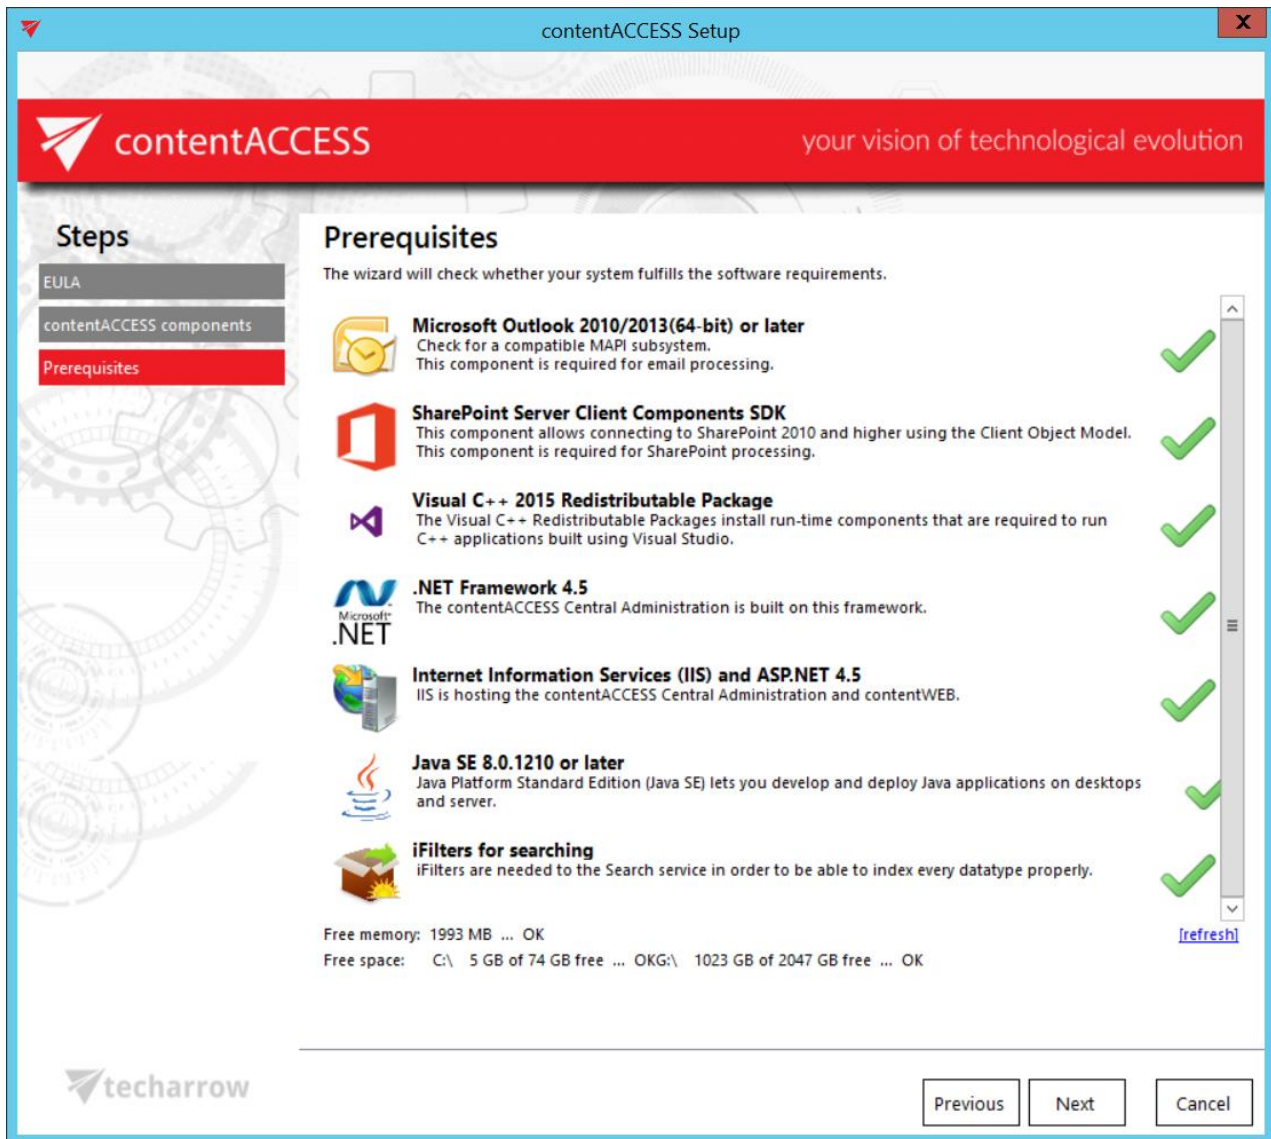 contentACCESS Setup
X
contentACCESS
your vision of technological evolution
Steps
EULA
contentACCESS components
Prerequisites
Prerequisites
The wizard will check whether your system fulfills the software requirements.
Microsoft Outlook 2010/2013(64-bit) or later
Check for a compatible MAPI subsystem.
This component is required for email processing.
SharePoint Server Client Components SDK
This component allows connecting to SharePoint 2010 and higher using the Client Object Model.
This component is required for SharePoint processing.
Visual C++ 2015 Redistributable Package
The Visual C++ Redistributable Packages install run-time components that are required to run
C++ applications built using Visual Studio.
Microsoft
.NET
.NET Framework 4.5
The contentACCESS Central Administration is built on this framework.
Internet Information Services (IIS) and ASP.NET 4.5
IIS is hosting the contentACCESS Central Administration and contentWEB.
Java SE 8.0.1210 or later
Java Platform Standard Edition (Java SE) lets you develop and deploy Java applications on desktops
and server.
iFilters for searching
iFilters are needed to the Search service in order to be able to index every datatype properly.
Free memory: 1993 MB ... OK
[refresh]
Free space: C:\ 5 GB of 74 GB free ... OKG:\ 1023 GB of 2047 GB free ... OK
techarrow
Previous
Next
Cancel